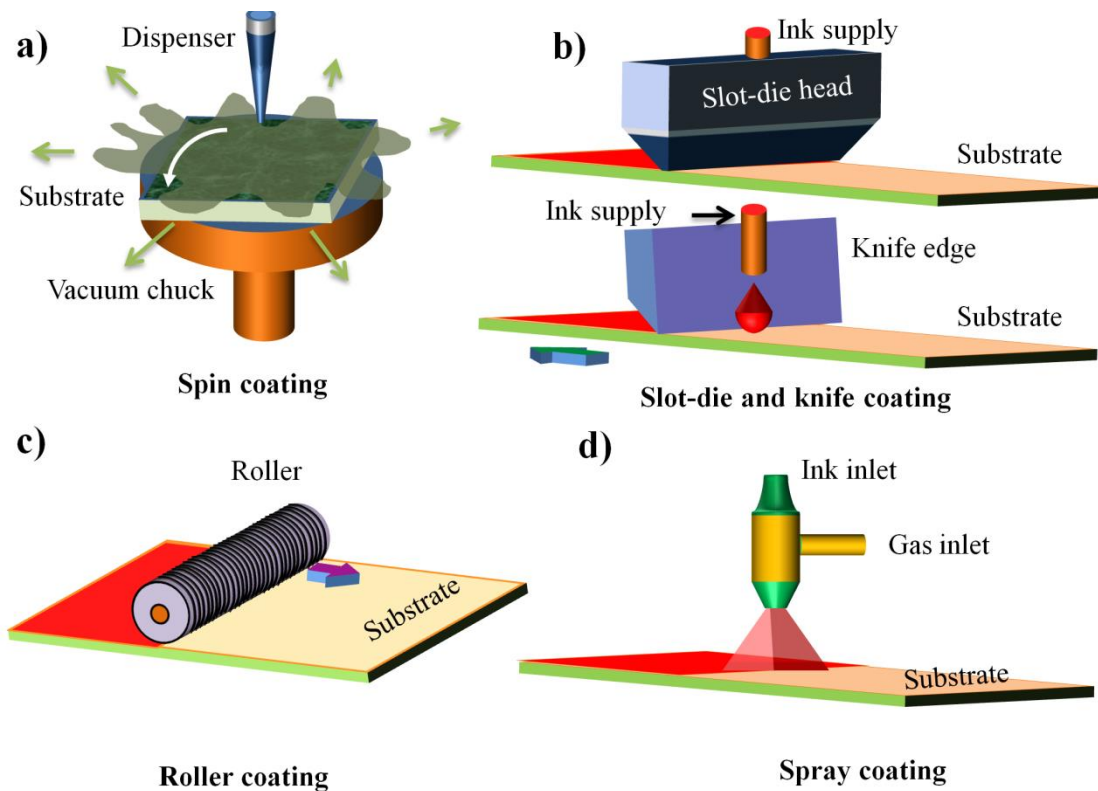 a)
Dispenser
Substrate
Vacuum chuck
Spin coating
b)
Ink supply
Slot-die head
Substrate
Ink supply
Knife edge
Substrate
Slot-die and knife coating
c)
Roller
Substrate
Roller coating
d)
Ink inlet
Gas inlet
Substrate
Spray coating